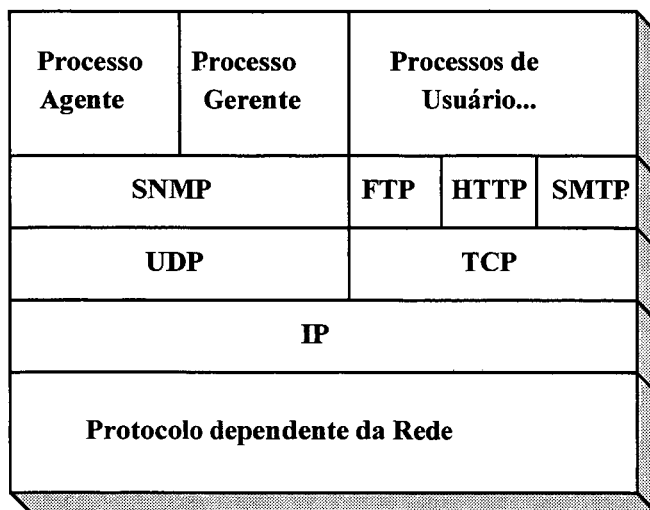 Processo
Agente
Processo
Gerente
Processos de
Usuário...
SNMP
FTP
HTTP
SMTP
UDP
TCP
IP
Protocolo dependente da Rede